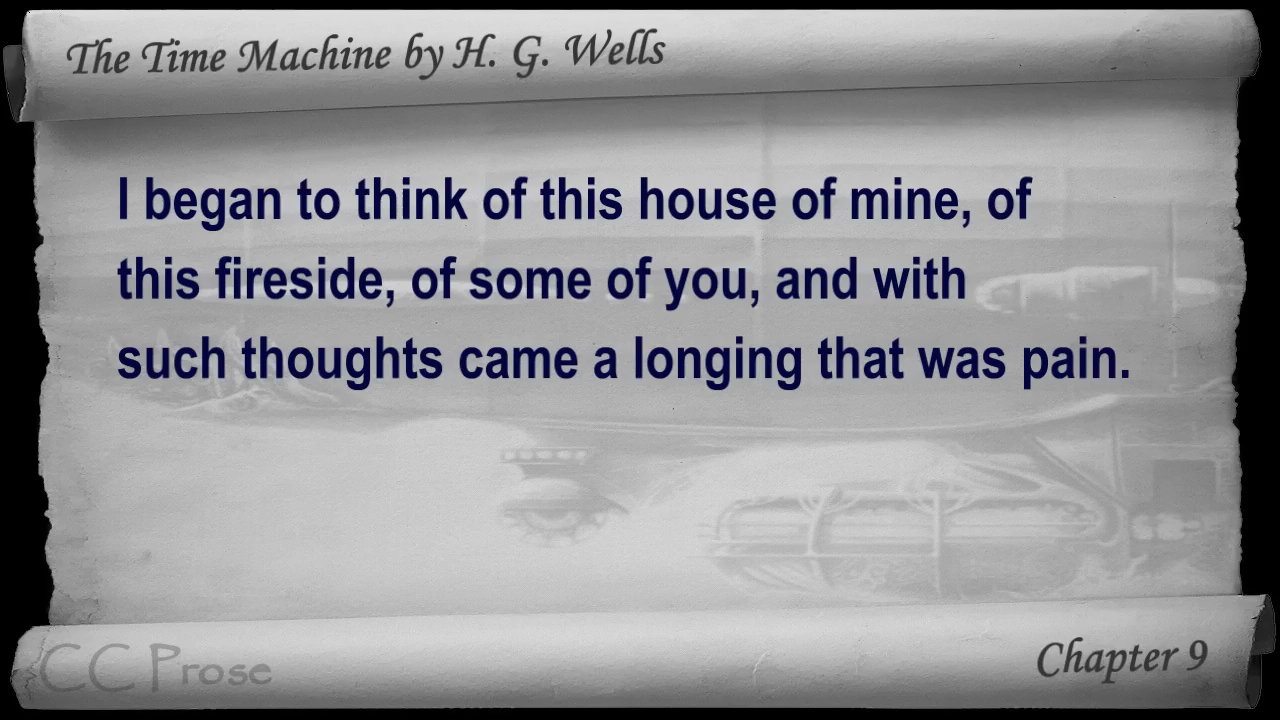 The Time Machine by H. G. Wells
I began to think of this house of mine, of
this fireside, of some of you, and with
such thoughts came a longing that was pain.
CC Prose
Chapter 9